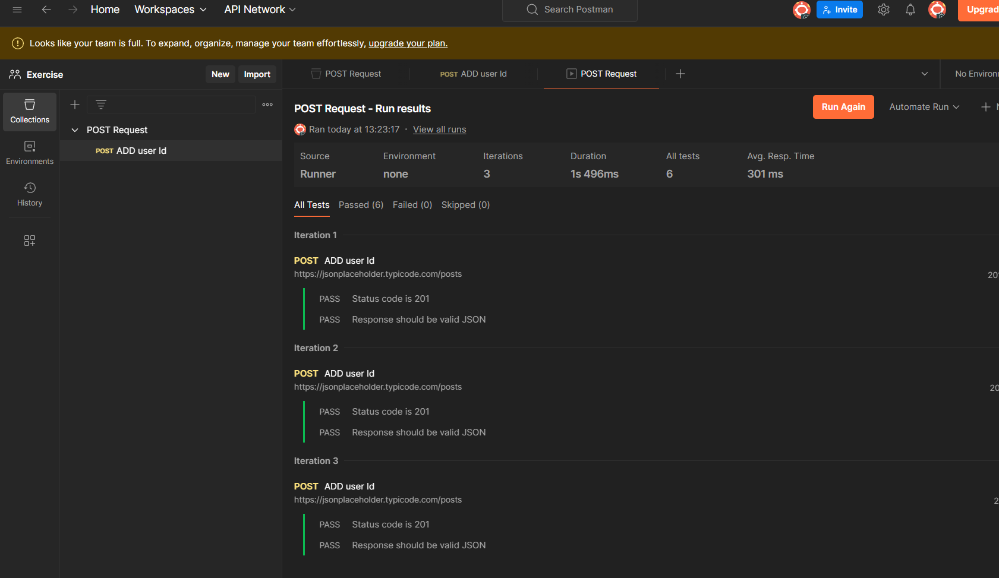 Home Workspaces API Network Search Postman Invite
Looks like your team is full. To expand, organize, manage your team effortlessly, upgrade your plan.
Exercise New Import POST Request POST ADD user Id POST Request
Collections
Environments
History
POST Request
POST ADD user Id
POST Request - Run results Run Again Automate Run
Ran today at 13:23:17 · View all runs
Source Environment Iterations Duration All tests Avg. Resp. Time
Runner none 3 1s 496ms 6 301 ms
All Tests Passed (6) Failed (0) Skipped (0)
Iteration 1
POST ADD user Id
https://jsonplaceholder.typicode.com/posts
PASS Status code is 201
PASS Response should be valid JSON
Iteration 2
POST ADD user Id
https://jsonplaceholder.typicode.com/posts
PASS Status code is 201
PASS Response should be valid JSON
Iteration 3
POST ADD user Id
https://jsonplaceholder.typicode.com/posts
PASS Status code is 201
PASS Response should be valid JSON